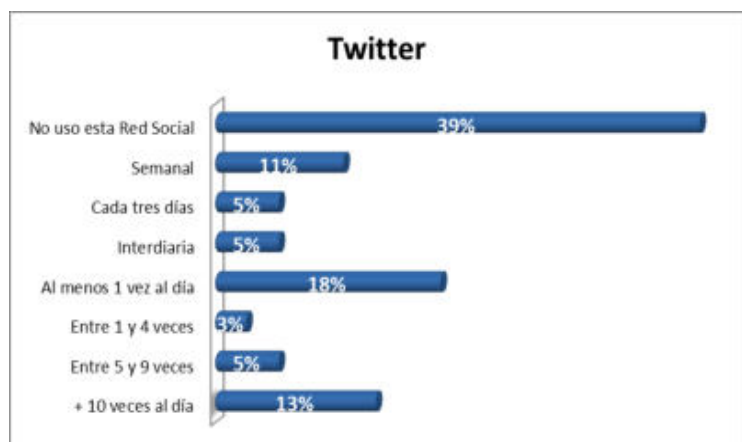 Twitter
No uso esta Red Social 39%
Semanal 11%
Cada tres días 5%
Interdiaria 5%
Al menos 1 vez al día 18%
Entre 1 y 4 veces 3%
Entre 5 y 9 veces 5%
+ 10 veces al día 13%